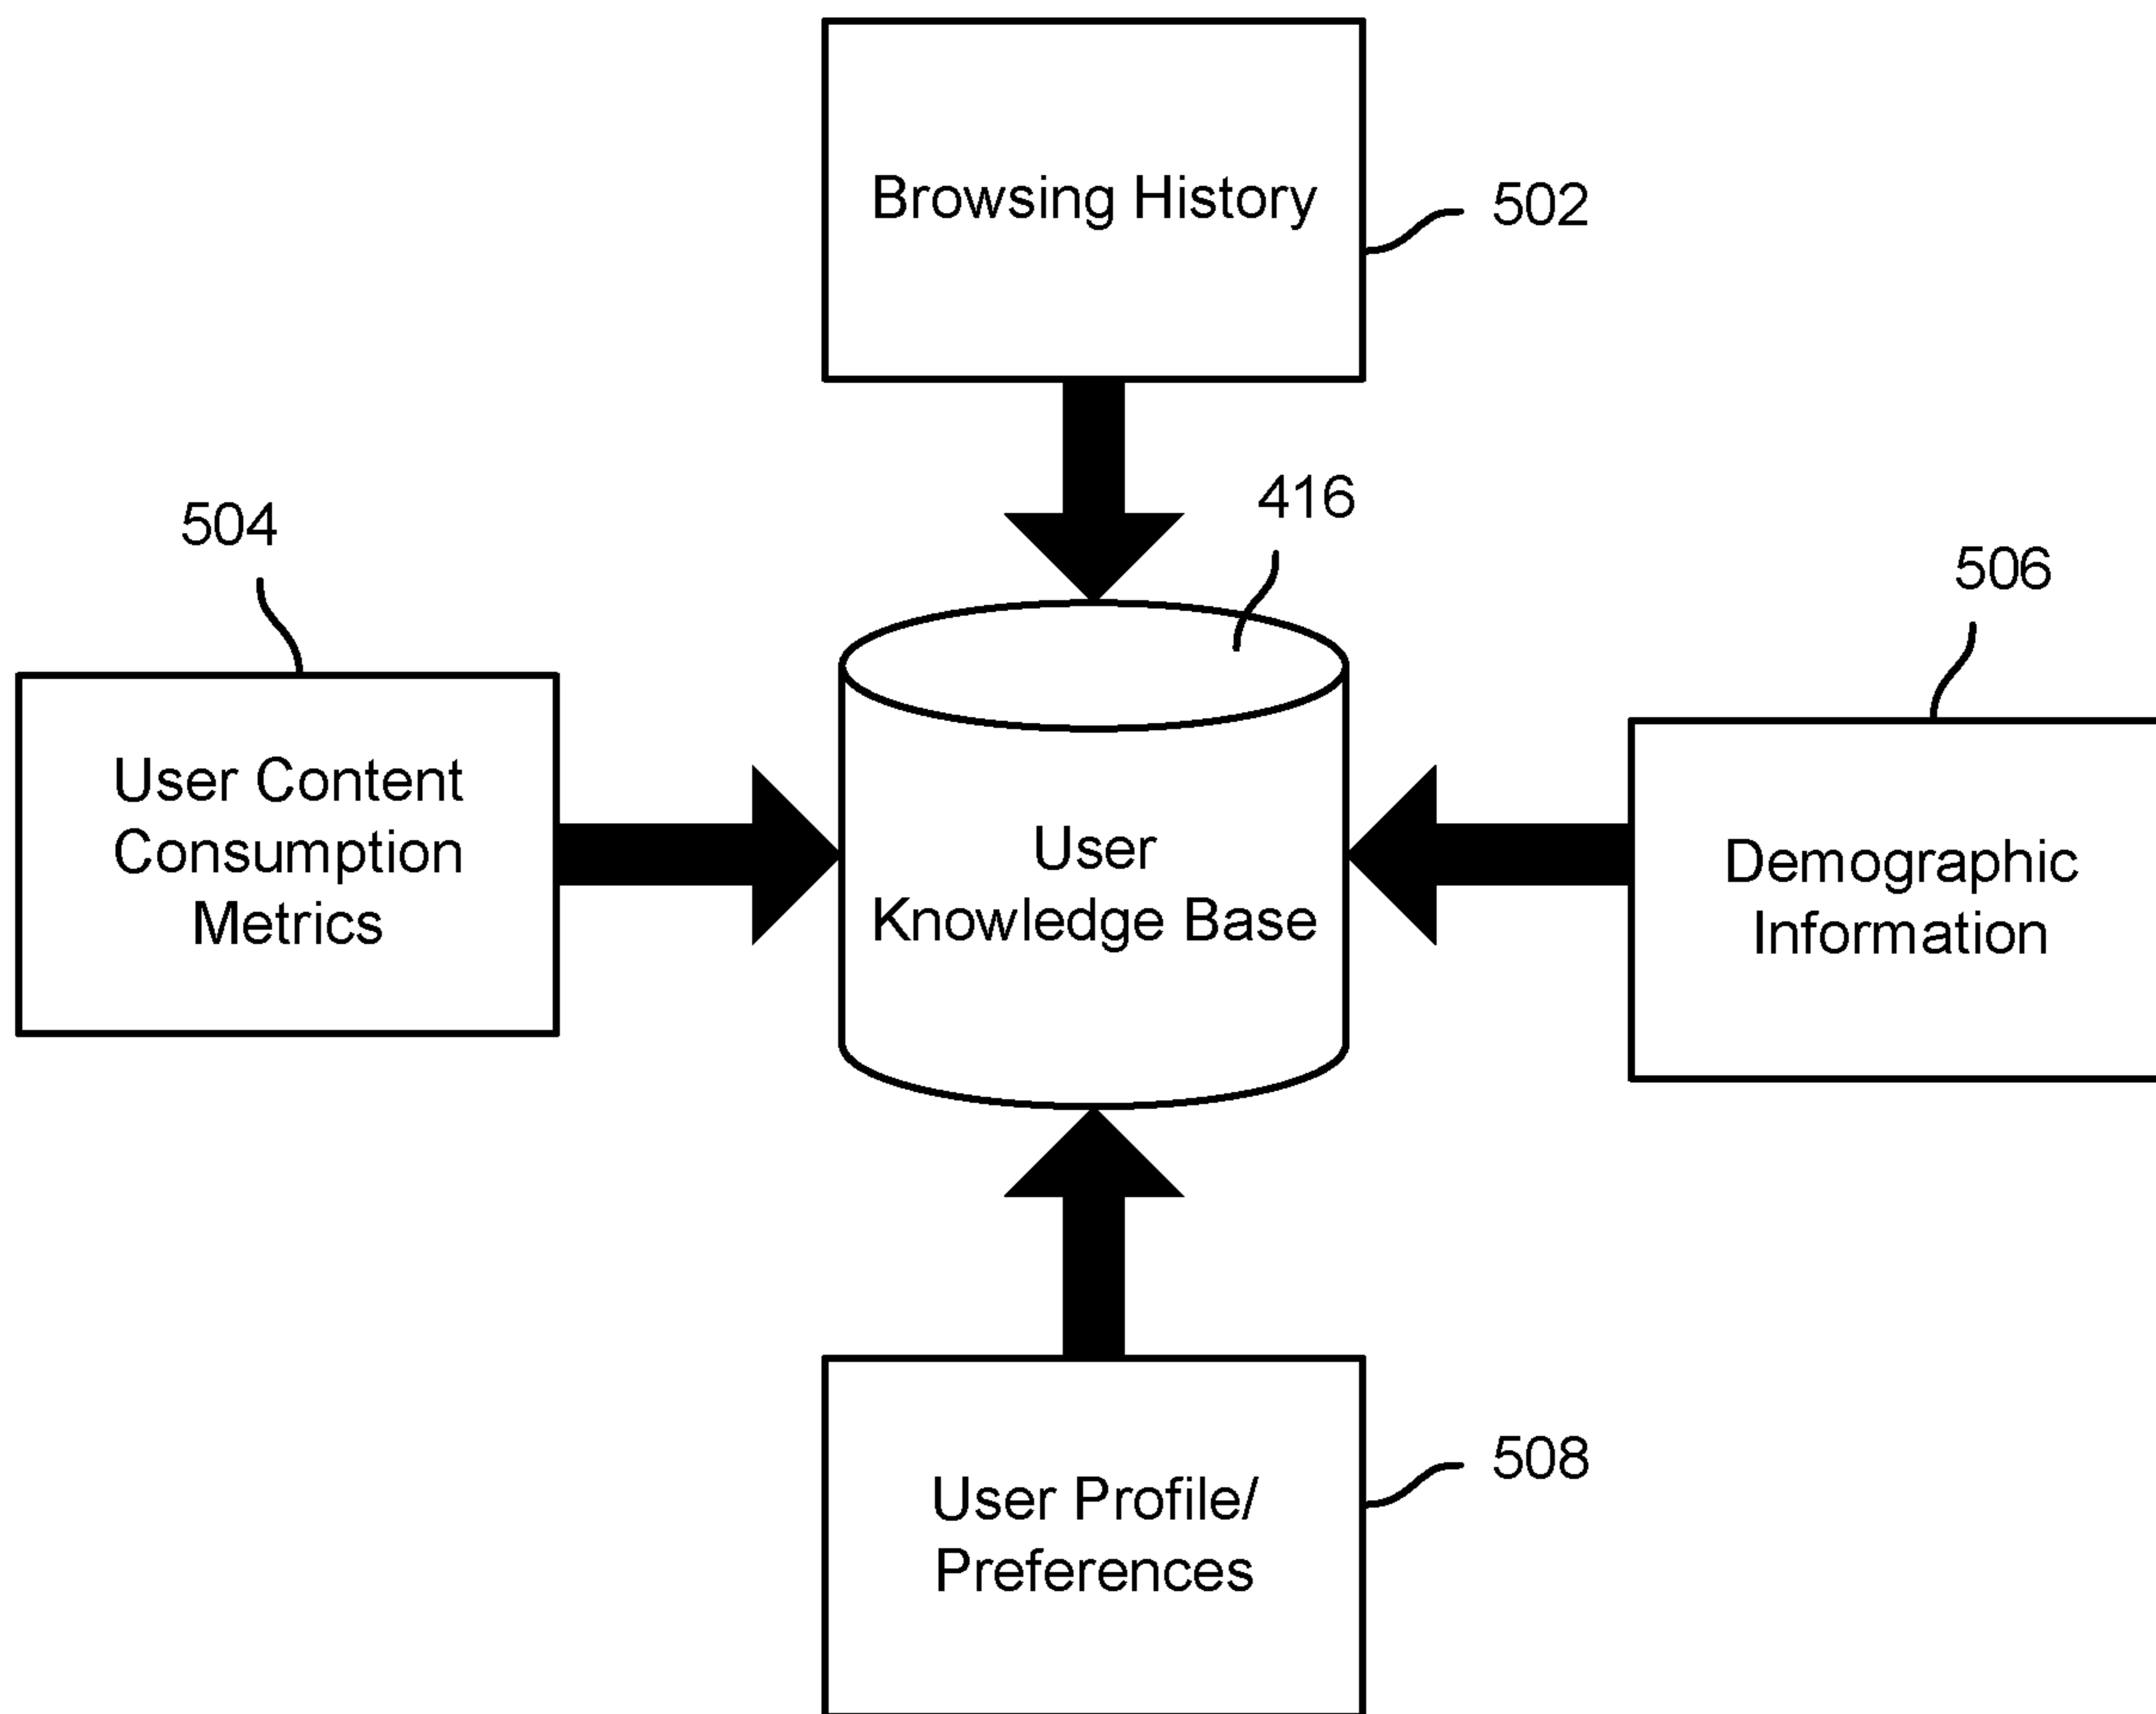 Browsing History
502
416
504
506
User Content
Consumption
Metrics
User
Knowledge Base
Demographic
Information
User Profile/
Preferences
508